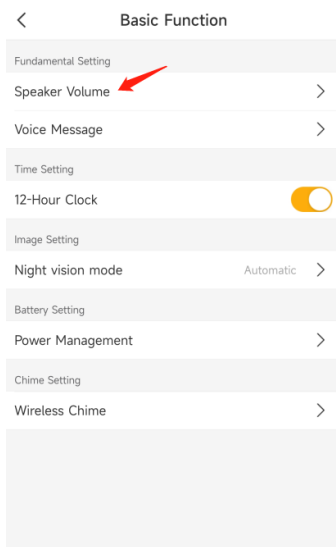 Basic Function
Fundamental Setting
Speaker Volume
Voice Message
Time Setting
12-Hour Clock
Image Setting
Night vision mode Automatic
Battery Setting
Power Management
Chime Setting
Wireless Chime